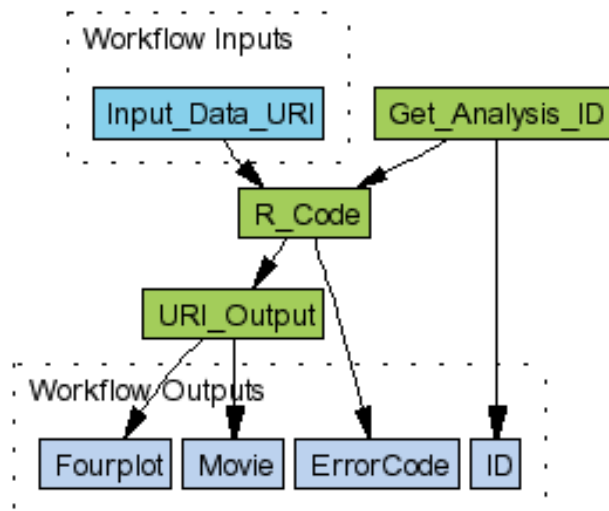 Workflow Inputs
Input_Data_URI
Get_Analysis_ID
R_Code
URI_Output
Workflow Outputs
Fourplot
Movie
ErrorCode
ID